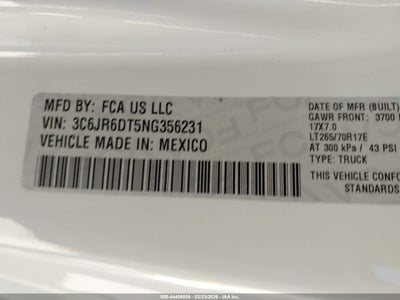 MFD BY: FCA US LLC
VIN: 3C6JR6DT5NG356231
VEHICLE MADE IN: MEXICO
DATE OF MFR (BUILT)
GAWR FRONT: 3700
17X7.0
LT265/70R17E
AT 300 kPa / 43 PSI
TYPE: TRUCK
THIS VEHICLE CONFO
STANDARDS